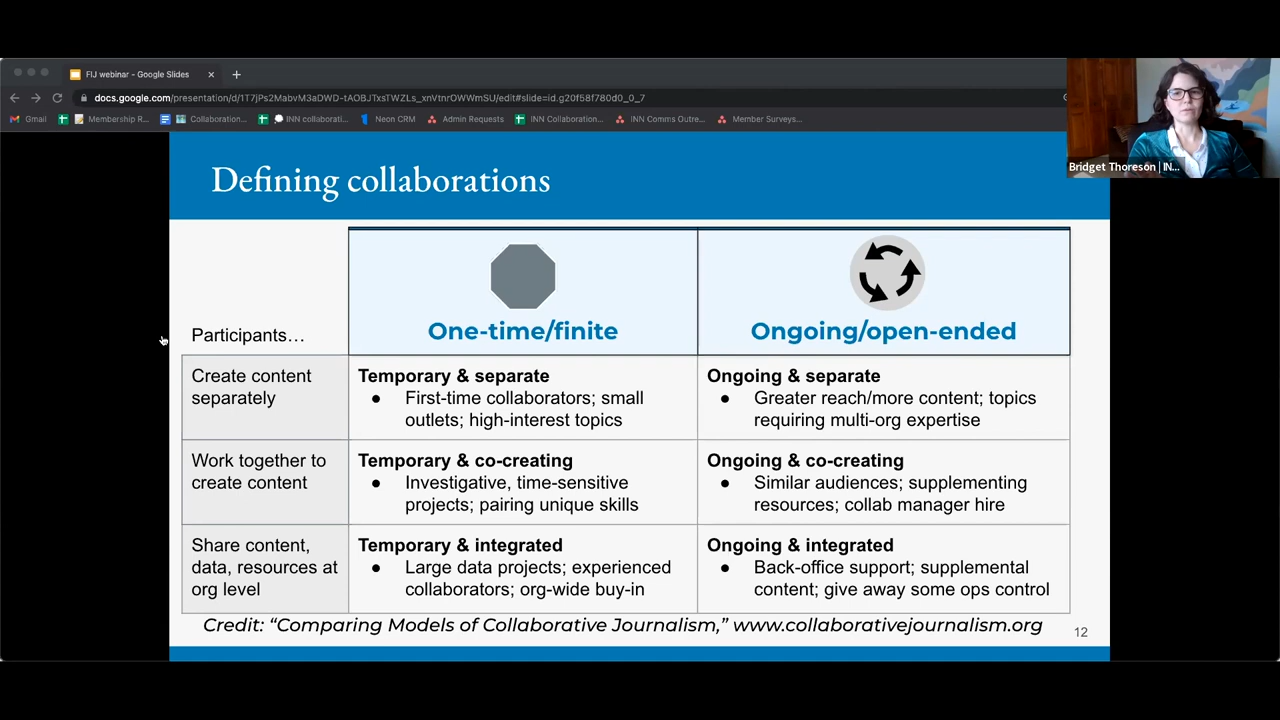 FIJ webinar - Google Slides
docs.google.com/presentation/d/1T7jPs2MabvM3aDWD-tAOBJTxsTWZLs_xnVtnrOWWmSU/edit#slide=id.g20f58f780d0_0_7
Gmail Membership R... Collaboration... INN collaborati... Neon CRM Admin Requests INN Collaboration... INN Comms Outre... Member Surveys...
Bridget Thoreson | IN...
Defining collaborations
Participants…
One-time/finite
Ongoing/open-ended
Create content
separately
Temporary & separate
● First-time collaborators; small
outlets; high-interest topics
Ongoing & separate
● Greater reach/more content; topics
requiring multi-org expertise
Work together to
create content
Temporary & co-creating
● Investigative, time-sensitive
projects; pairing unique skills
Ongoing & co-creating
● Similar audiences; supplementing
resources; collab manager hire
Share content,
data, resources at
org level
Temporary & integrated
● Large data projects; experienced
collaborators; org-wide buy-in
Ongoing & integrated
● Back-office support; supplemental
content; give away some ops control
Credit: “Comparing Models of Collaborative Journalism,” www.collaborativejournalism.org
12